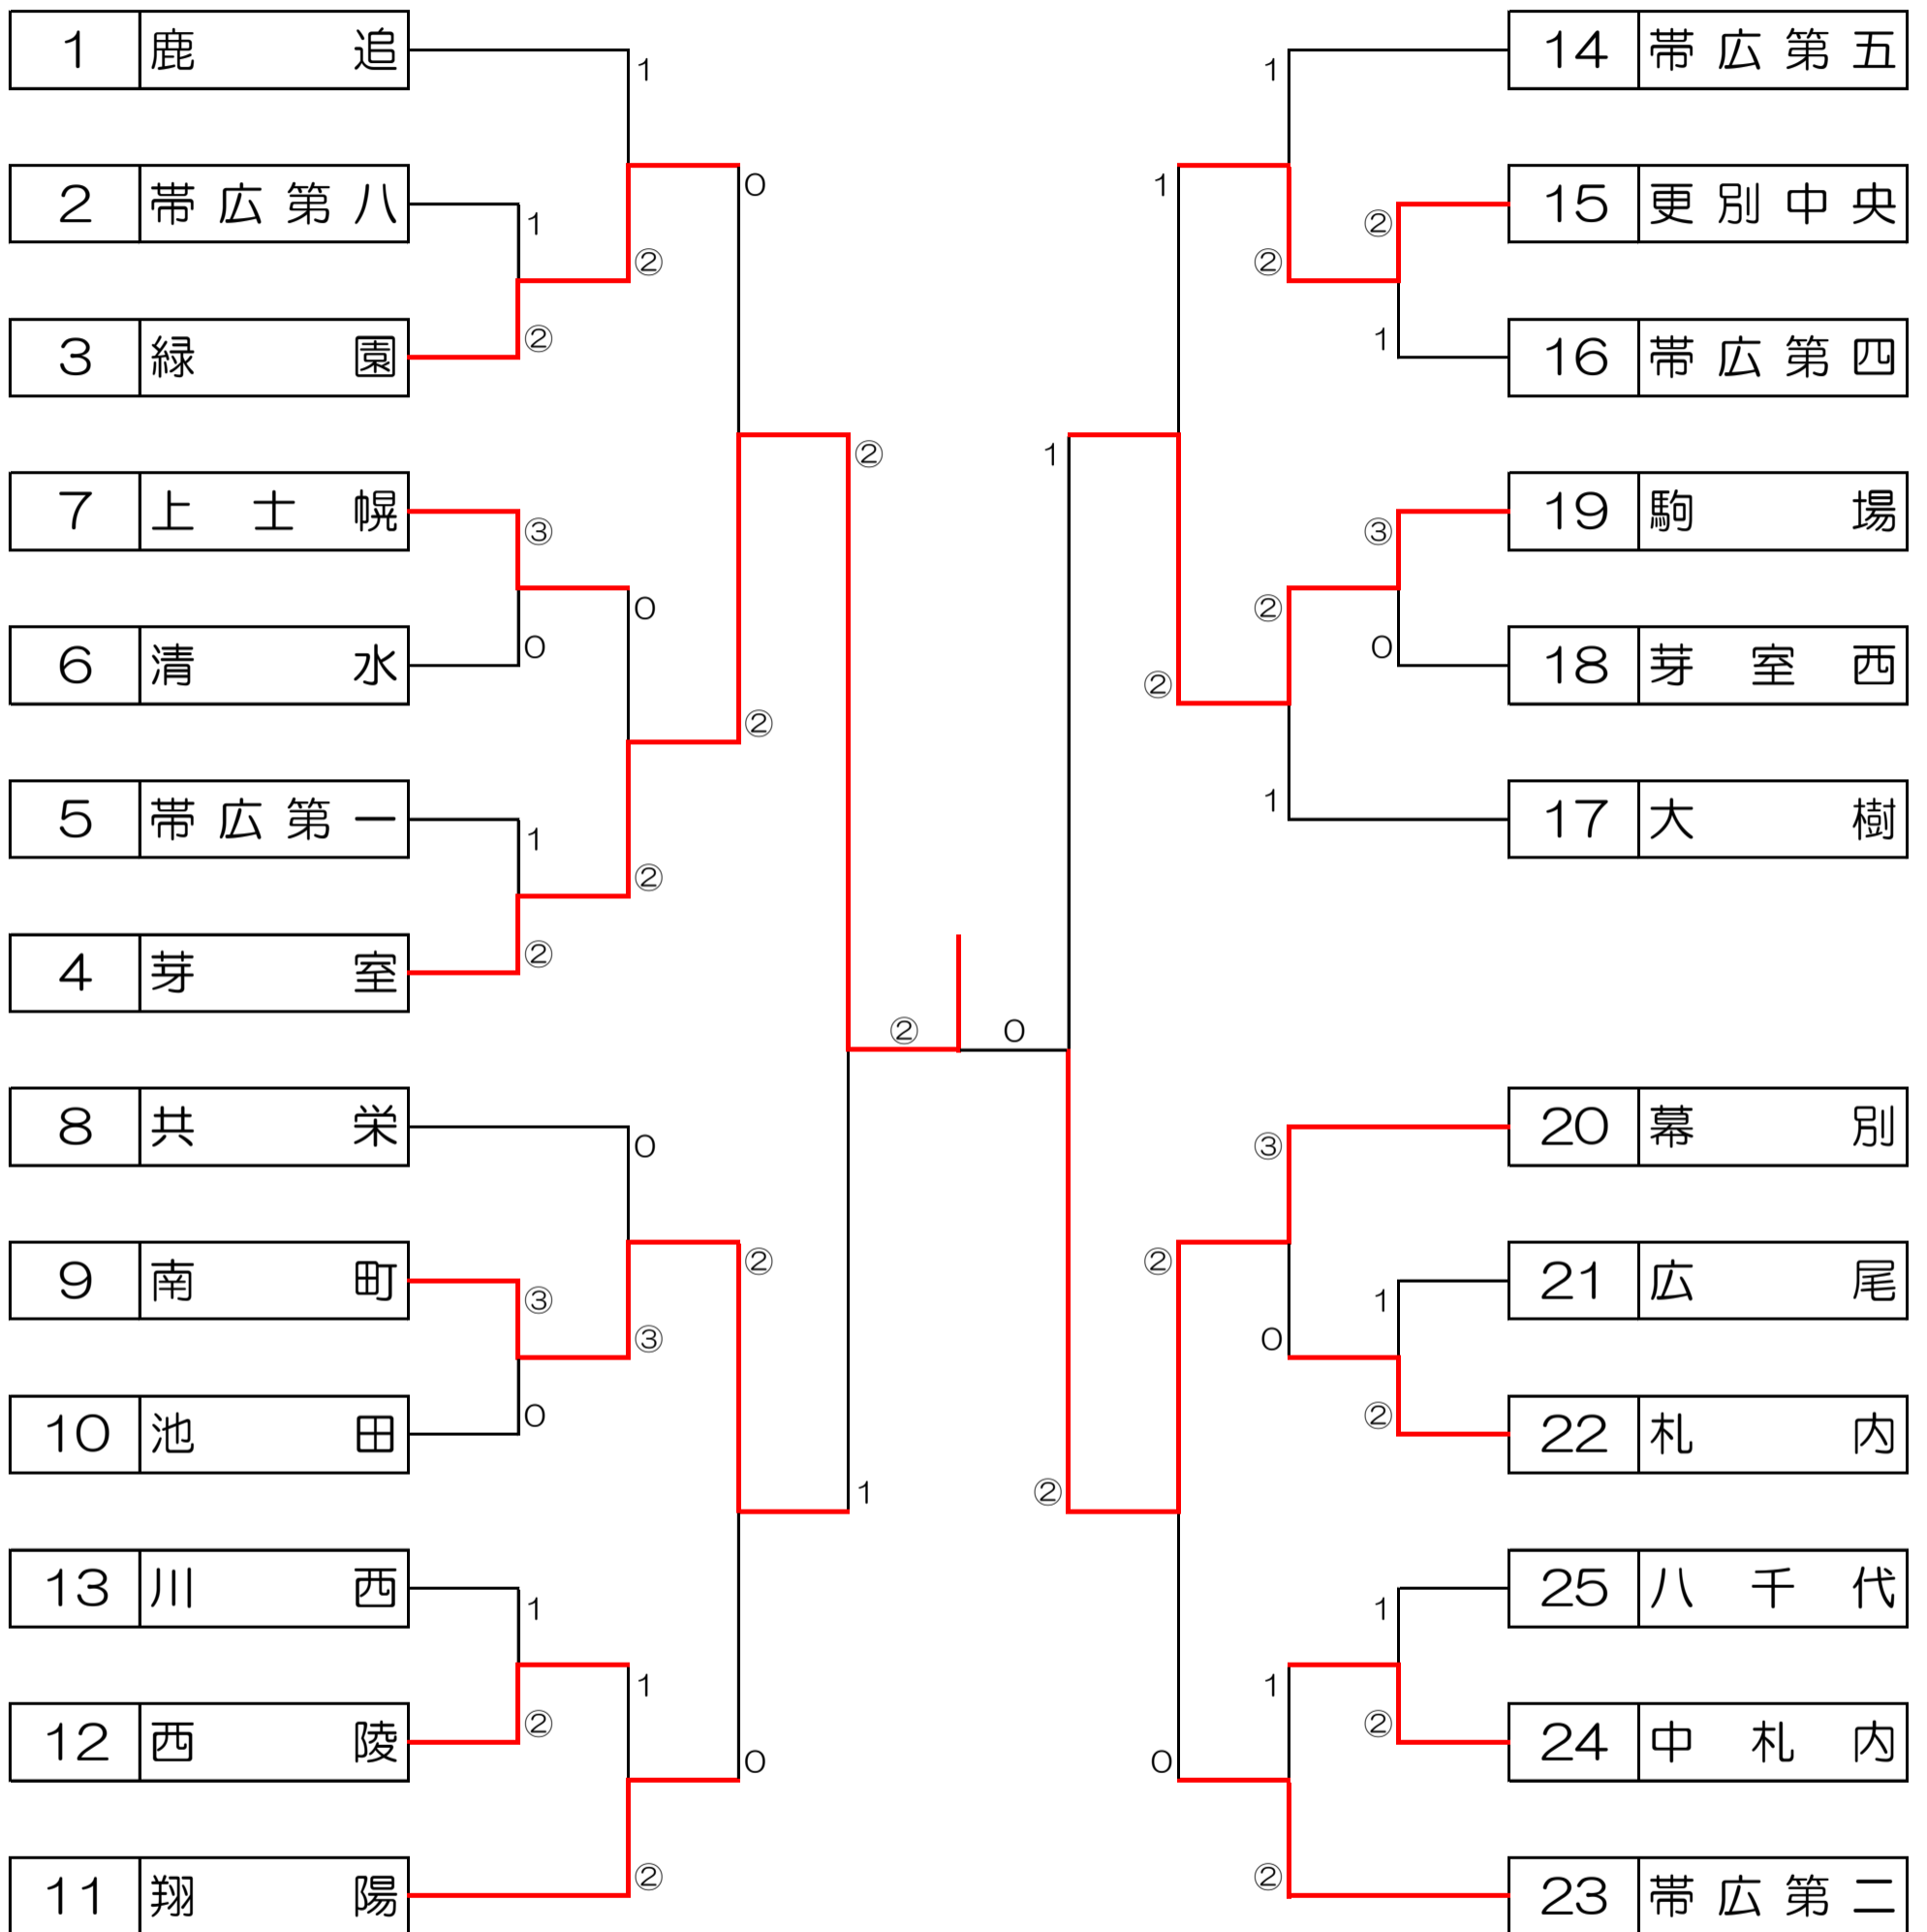 1 鹿追
1
2 帯広第八
1
0
②
3 緑園
②
7 上士幌
③
②
0
6 清水
0
②
5 帯広第一
1
②
4 芽室
②
② 0
8 共栄
0
9 南町
③
②
③
10 池田
0
13 川西
1
1
1
12 西陵
②
0
11 翔陽
②
14 帯広第五
1
15 更別中央
②
1
②
16 帯広第四
1
19 駒場
③
1
②
18 芽室西
0
②
17 大樹
1
20 幕別
③
21 広尾
1
②
0
22 札内
②
②
25 八千代
1
1
24 中札内
②
0
23 帯広第二
②